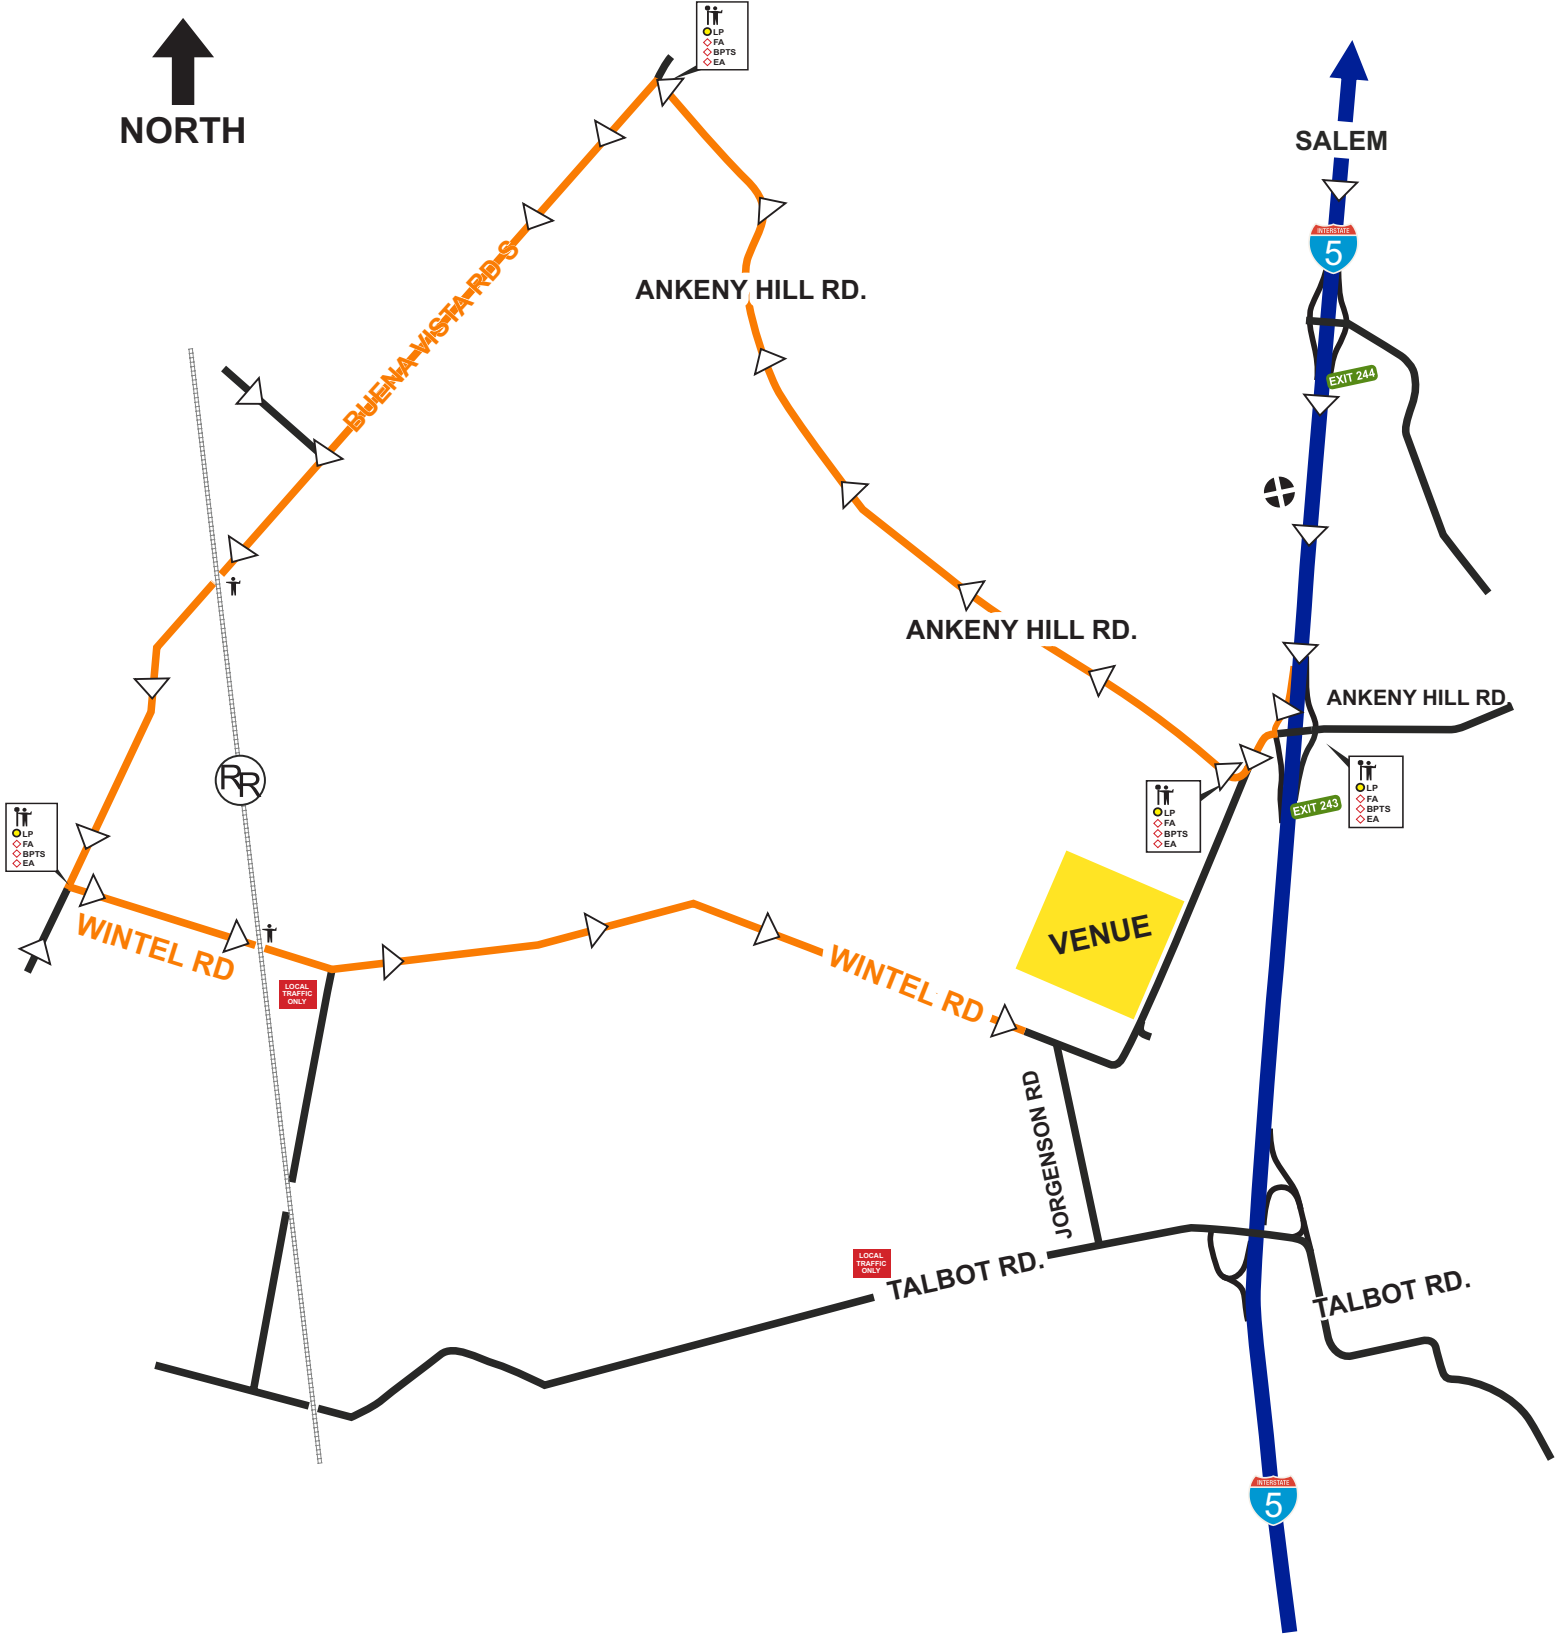 LP
FA
BPTS
EA
NORTH
SALEM
INTERSTATE
5
BUENA VISTA RD S
ANKENY HILL RD.
EXIT 244
ANKENY HILL RD.
ANKENY HILL RD.
RR
LP
FA
BPTS
EA
EXIT 243
LP
FA
BPTS
EA
LP
FA
BPTS
EA
VENUE
WINTEL RD
WINTEL RD
LOCAL
TRAFFIC
ONLY
JORGENSON RD
LOCAL
TRAFFIC
ONLY
TALBOT RD.
TALBOT RD.
INTERSTATE
5